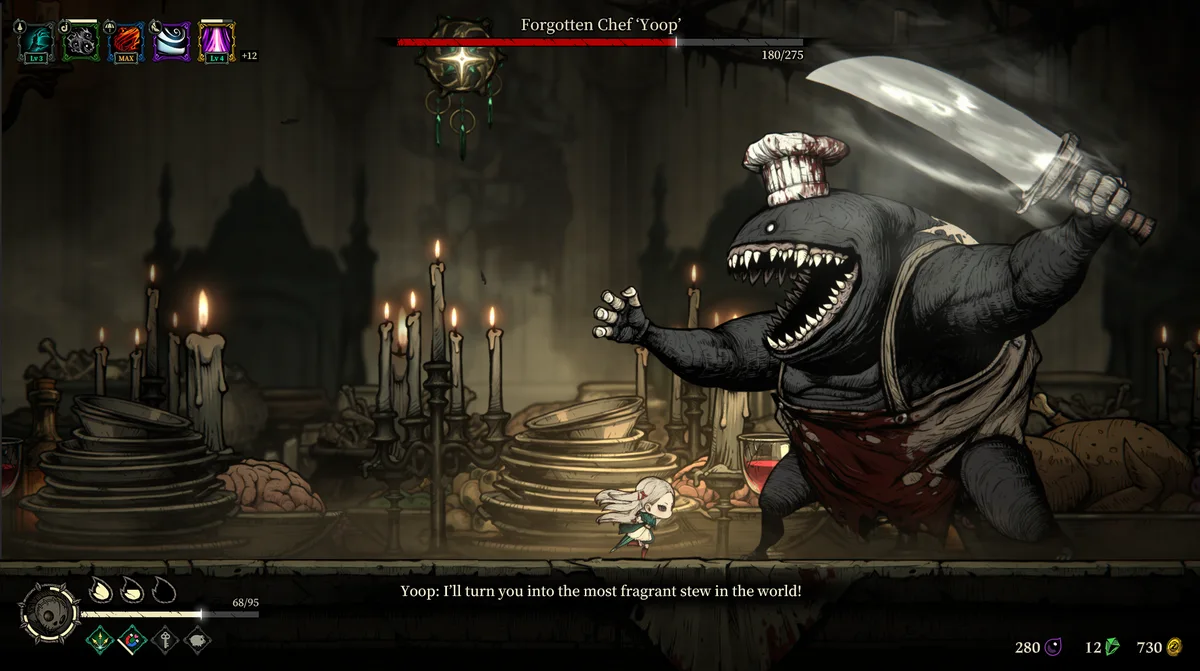 Forgotten Chef ‘Yoop’
180/275
Lv 3
MAX
Lv 4
+12
Yoop: I’ll turn you into the most fragrant stew in the world!
68/95
280
12
730